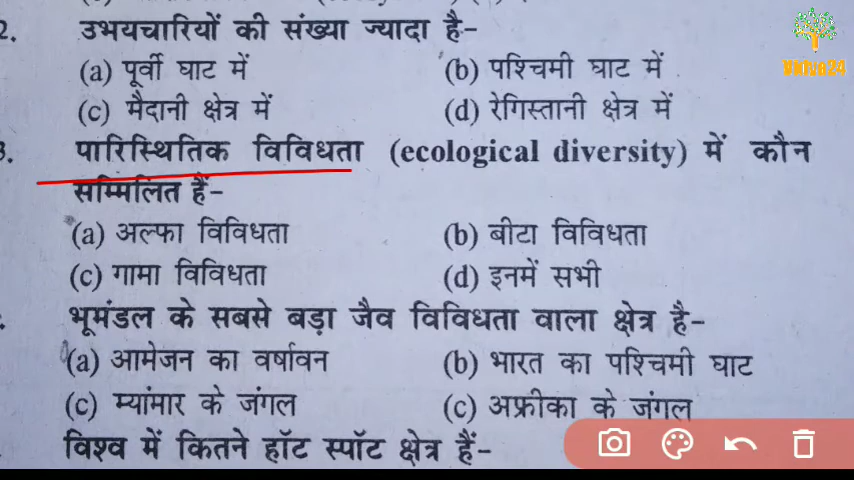 2. उभयचारियों की संख्या ज्यादा है-
(a) पूर्वी घाट में (b) पश्चिमी घाट में
(c) मैदानी क्षेत्र में (d) रेगिस्तानी क्षेत्र में
3. पारिस्थितिक विविधता (ecological diversity) में कौन
सम्मिलित हैं-
(a) अल्फा विविधता (b) बीटा विविधता
(c) गामा विविधता (d) इनमें सभी
भूमंडल के सबसे बड़ा जैव विविधता वाला क्षेत्र है-
(a) आमेजन का वर्षावन (b) भारत का पश्चिमी घाट
(c) म्यांमार के जंगल (c) अफ्रीका के जंगल
विश्व में कितने हॉट स्पॉट क्षेत्र हैं-